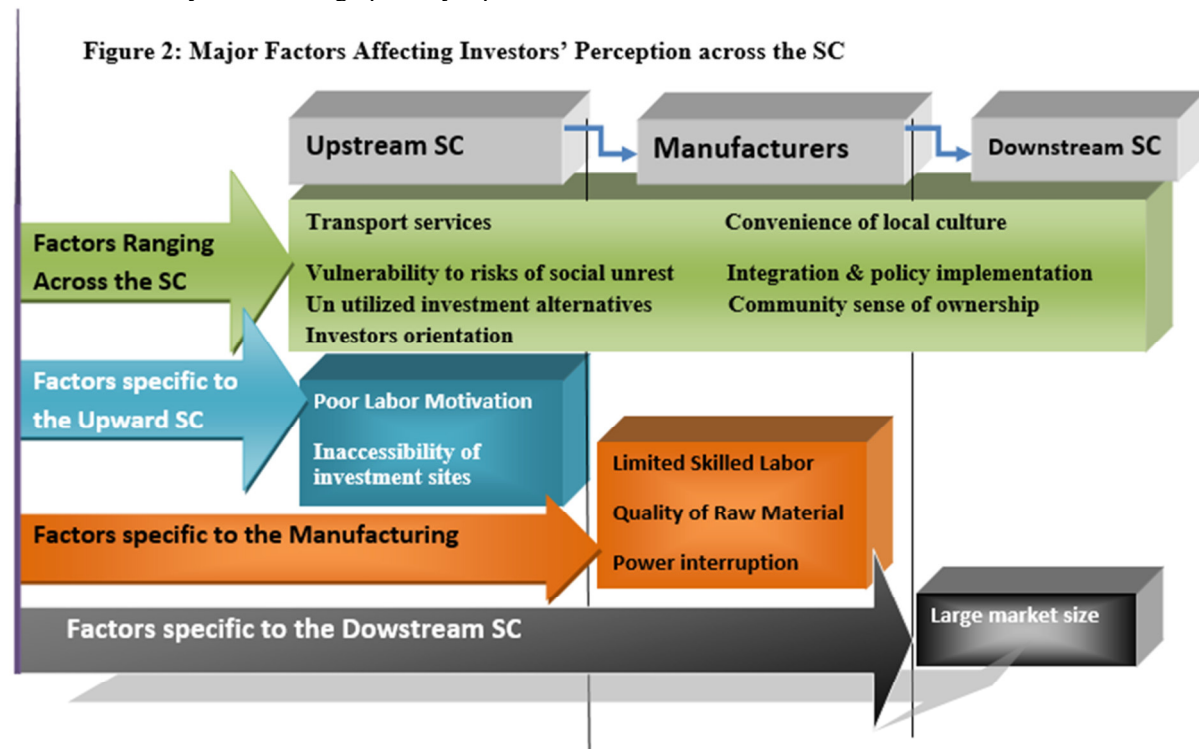 Figure 2: Major Factors Affecting Investors’ Perception across the SC
Upstream SC
Manufacturers
Downstream SC
Factors Ranging
Across the SC
Transport services
Convenience of local culture
Vulnerability to risks of social unrest
Integration & policy implementation
Un utilized investment alternatives
Community sense of ownership
Investors orientation
Factors specific to
the Upward SC
Poor Labor Motivation
Inaccessibility of
investment sites
Factors specific to the Manufacturing
Limited Skilled Labor
Quality of Raw Material
Power interruption
Factors specific to the Dowstream SC
Large market size